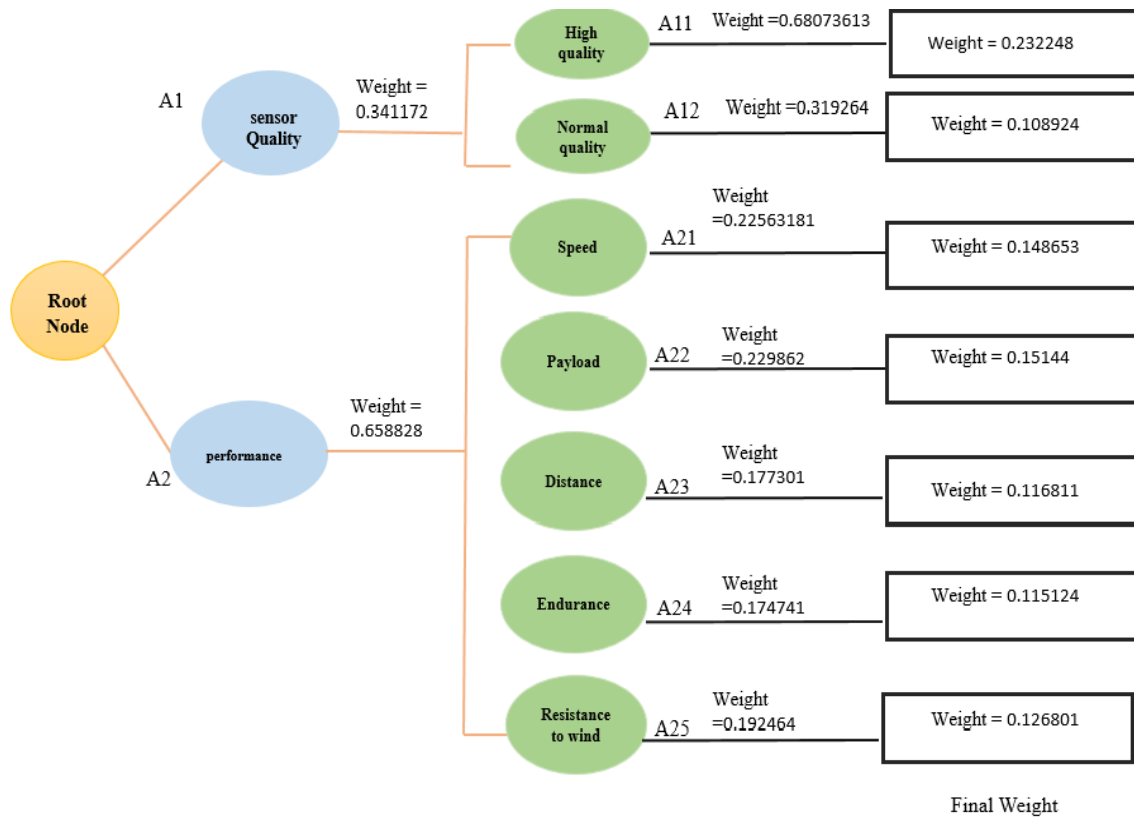 Root
Node
A1
sensor
Quality
Weight =
0.341172
High
quality
A11
Weight =0.68073613
Weight = 0.232248
Normal
quality
A12
Weight =0.319264
Weight = 0.108924
A2
performance
Weight =
0.658828
Speed
A21
Weight
=0.22563181
Weight = 0.148653
Payload
A22
Weight
=0.229862
Weight = 0.15144
Distance
A23
Weight
=0.177301
Weight = 0.116811
Endurance
A24
Weight
=0.174741
Weight = 0.115124
Resistance
to wind
A25
Weight
=0.192464
Weight = 0.126801
Final Weight